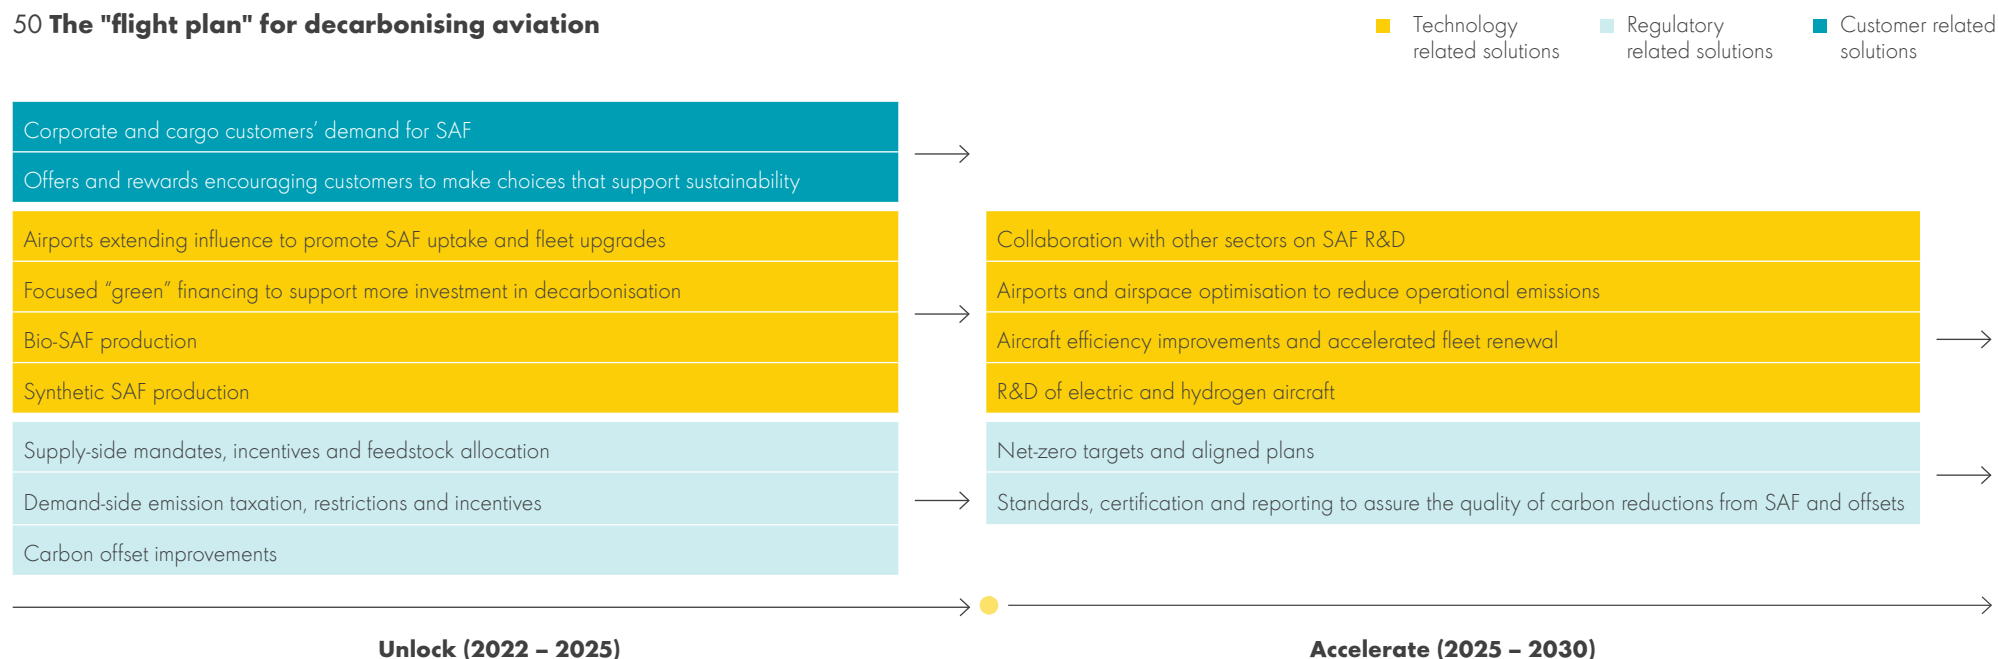 50 The "flight plan" for decarbonising aviation
Technology
related solutions
Regulatory
related solutions
Customer related
solutions
Corporate and cargo customers’ demand for SAF
Offers and rewards encouraging customers to make choices that support sustainability
Airports extending influence to promote SAF uptake and fleet upgrades
Focused “green” financing to support more investment in decarbonisation
Bio-SAF production
Synthetic SAF production
Supply-side mandates, incentives and feedstock allocation
Demand-side emission taxation, restrictions and incentives
Carbon offset improvements
Collaboration with other sectors on SAF R&D
Airports and airspace optimisation to reduce operational emissions
Aircraft efficiency improvements and accelerated fleet renewal
R&D of electric and hydrogen aircraft
Net-zero targets and aligned plans
Standards, certification and reporting to assure the quality of carbon reductions from SAF and offsets
Unlock (2022 – 2025)
Accelerate (2025 – 2030)